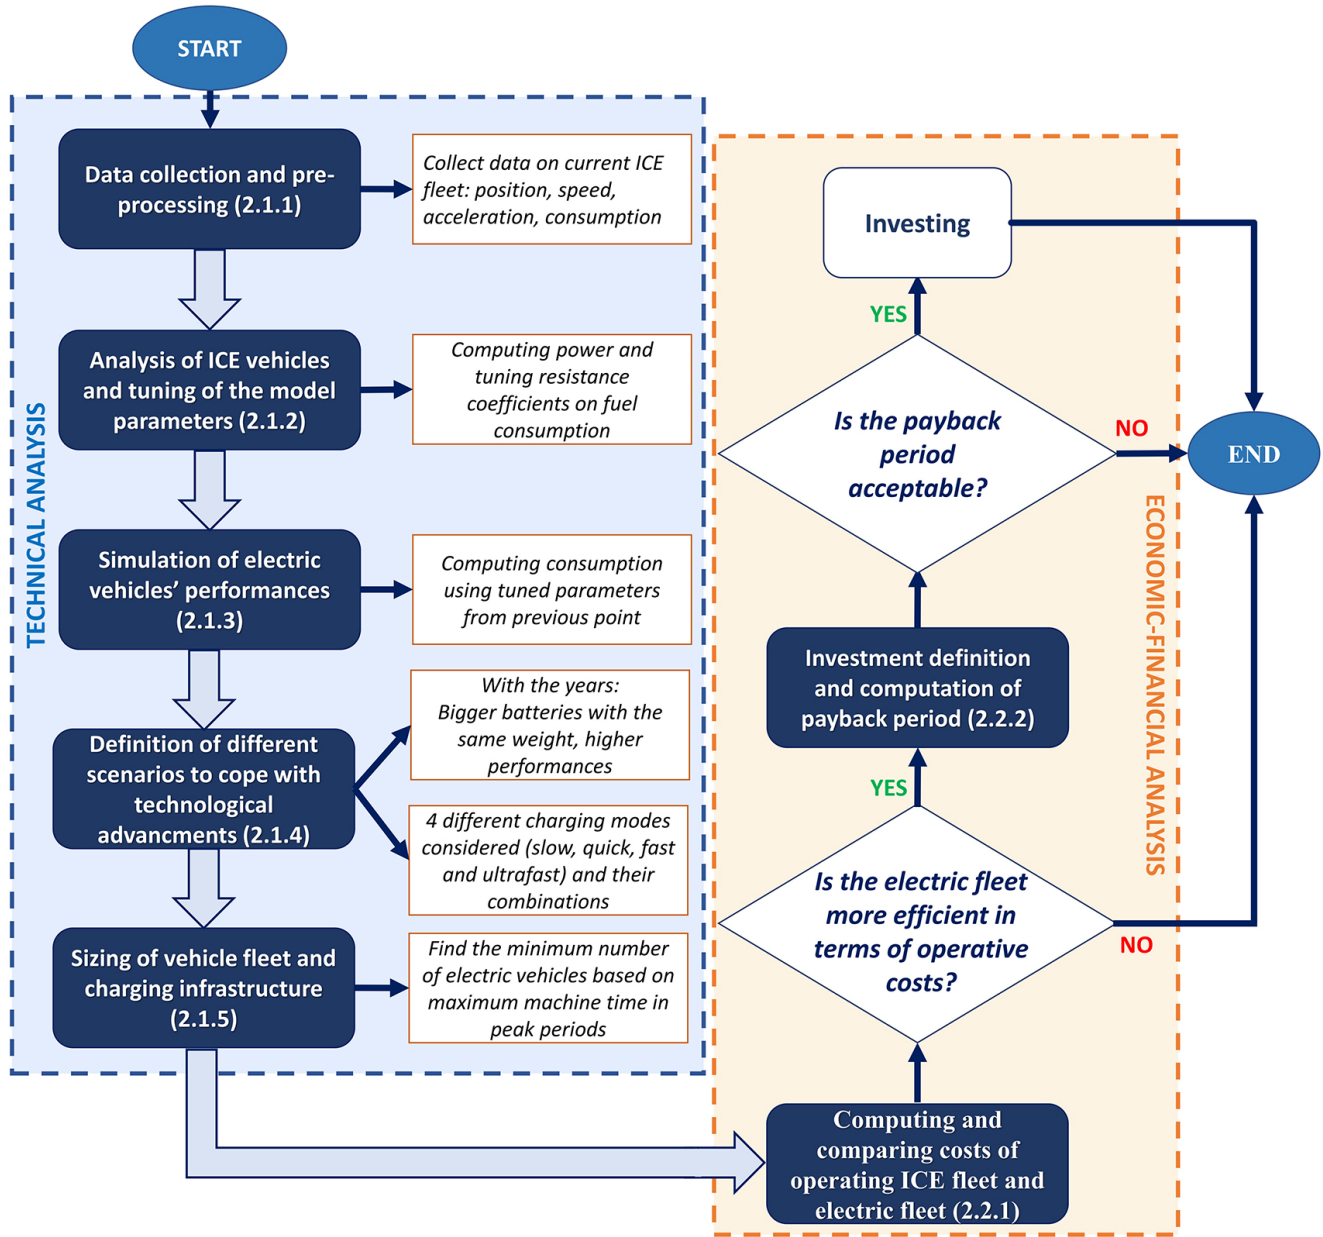 START
TECHNICAL ANALYSIS
Data collection and pre-
processing (2.1.1)
Collect data on current ICE
fleet: position, speed,
acceleration, consumption
Analysis of ICE vehicles
and tuning of the model
parameters (2.1.2)
Computing power and
tuning resistance
coefficients on fuel
consumption
Simulation of electric
vehicles’ performances
(2.1.3)
Computing consumption
using tuned parameters
from previous point
Definition of different
scenarios to cope with
technological
advancments (2.1.4)
With the years:
Bigger batteries with the
same weight, higher
performances
4 different charging modes
considered (slow, quick, fast
and ultrafast) and their
combinations
Sizing of vehicle fleet and
charging infrastructure
(2.1.5)
Find the minimum number
of electric vehicles based on
maximum machine time in
peak periods
ECONOMIC-FINANCIAL ANALYSIS
Investing
YES
Is the payback
period
acceptable?
NO
END
Investment definition
and computation of
payback period (2.2.2)
YES
Is the electric fleet
more efficient in
terms of operative
costs?
NO
Computing and
comparing costs of
operating ICE fleet and
electric fleet (2.2.1)